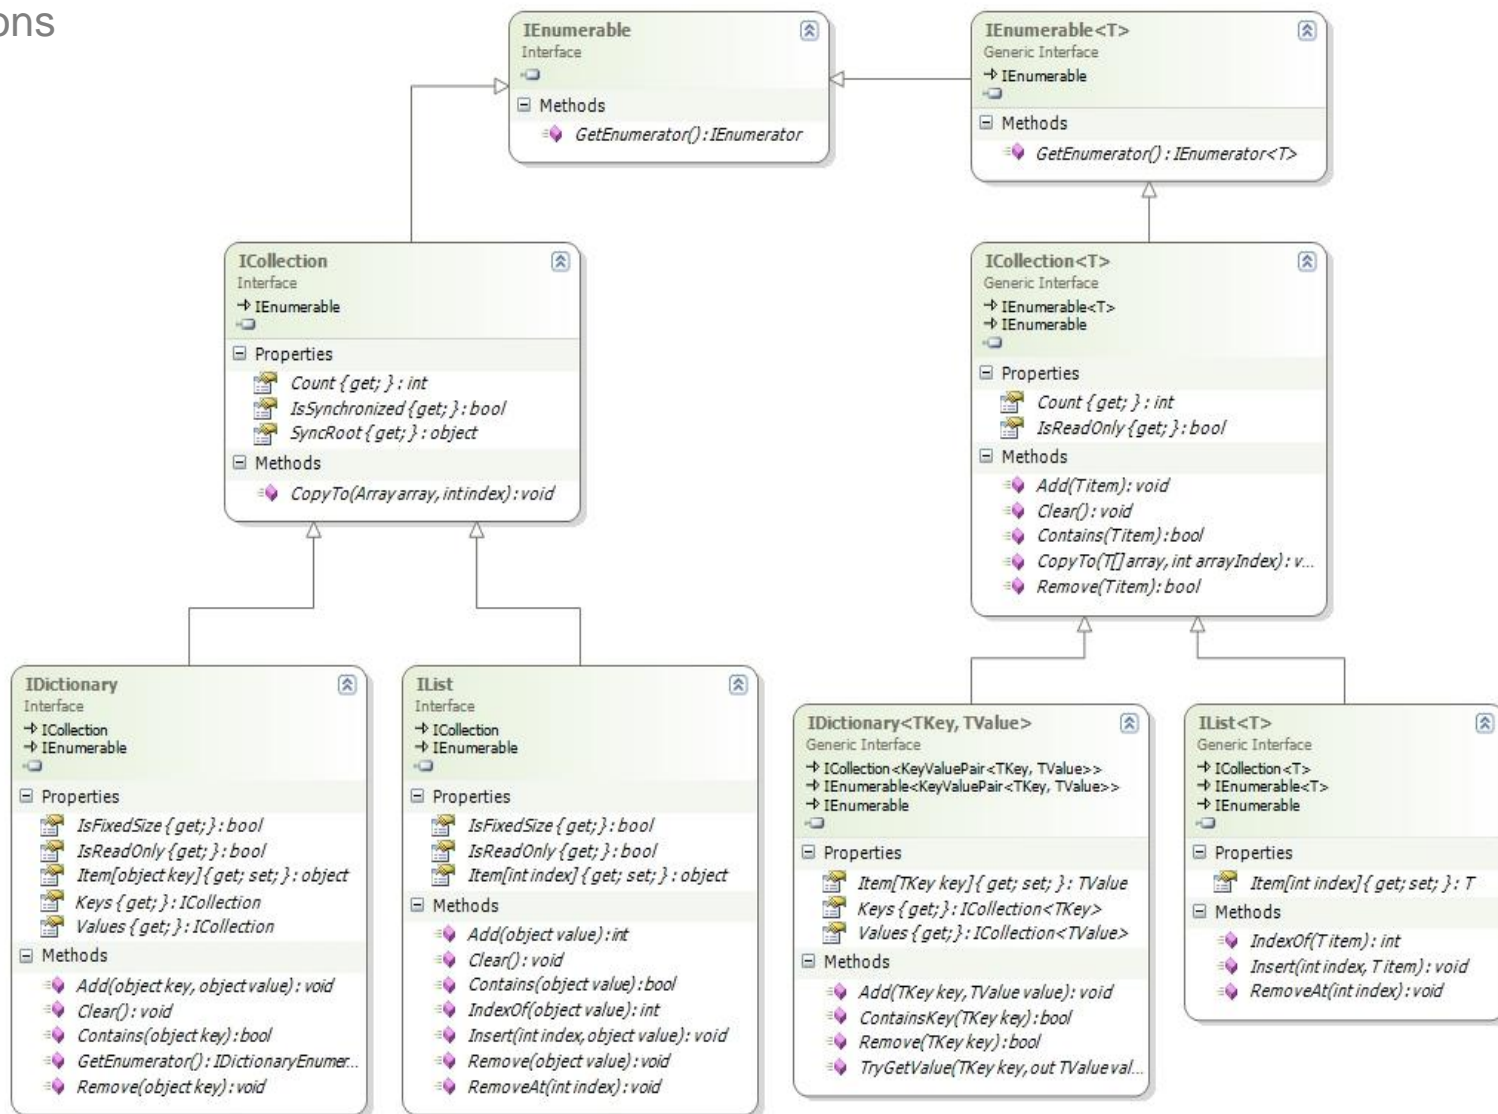 ons
IEnumerable
Interface
Methods
GetEnumerator() : IEnumerator
IEnumerable<T>
Generic Interface
IEnumerable
Methods
GetEnumerator() : IEnumerator<T>
ICollection
Interface
IEnumerable
Properties
Count { get; } : int
IsSynchronized { get; } : bool
SyncRoot { get; } : object
Methods
CopyTo(Array array, int index) : void
ICollection<T>
Generic Interface
IEnumerable<T>
IEnumerable
Properties
Count { get; } : int
IsReadOnly { get; } : bool
Methods
Add(T item) : void
Clear() : void
Contains(T item) : bool
CopyTo(T[] array, int arrayIndex) : v...
Remove(T item) : bool
IDictionary
Interface
ICollection
IEnumerable
Properties
IsFixedSize { get; } : bool
IsReadOnly { get; } : bool
Item[object key] { get; set; } : object
Keys { get; } : ICollection
Values { get; } : ICollection
Methods
Add(object key, object value) : void
Clear() : void
Contains(object key) : bool
GetEnumerator() : IDictionaryEnumer...
Remove(object key) : void
IList
Interface
ICollection
IEnumerable
Properties
IsFixedSize { get; } : bool
IsReadOnly { get; } : bool
Item[int index] { get; set; } : object
Methods
Add(object value) : int
Clear() : void
Contains(object value) : bool
IndexOf(object value) : int
Insert(int index, object value) : void
Remove(object value) : void
RemoveAt(int index) : void
IDictionary<TKey, TValue>
Generic Interface
ICollection<KeyValuePair<TKey, TValue>>
IEnumerable<KeyValuePair<TKey, TValue>>
IEnumerable
Properties
Item[TKey key] { get; set; } : TValue
Keys { get; } : ICollection<TKey>
Values { get; } : ICollection<TValue>
Methods
Add(TKey key, TValue value) : void
ContainsKey(TKey key) : bool
Remove(TKey key) : bool
TryGetValue(TKey key, out TValue val...
IList<T>
Generic Interface
ICollection<T>
IEnumerable<T>
IEnumerable
Properties
Item[int index] { get; set; } : T
Methods
IndexOf(T item) : int
Insert(int index, T item) : void
RemoveAt(int index) : void